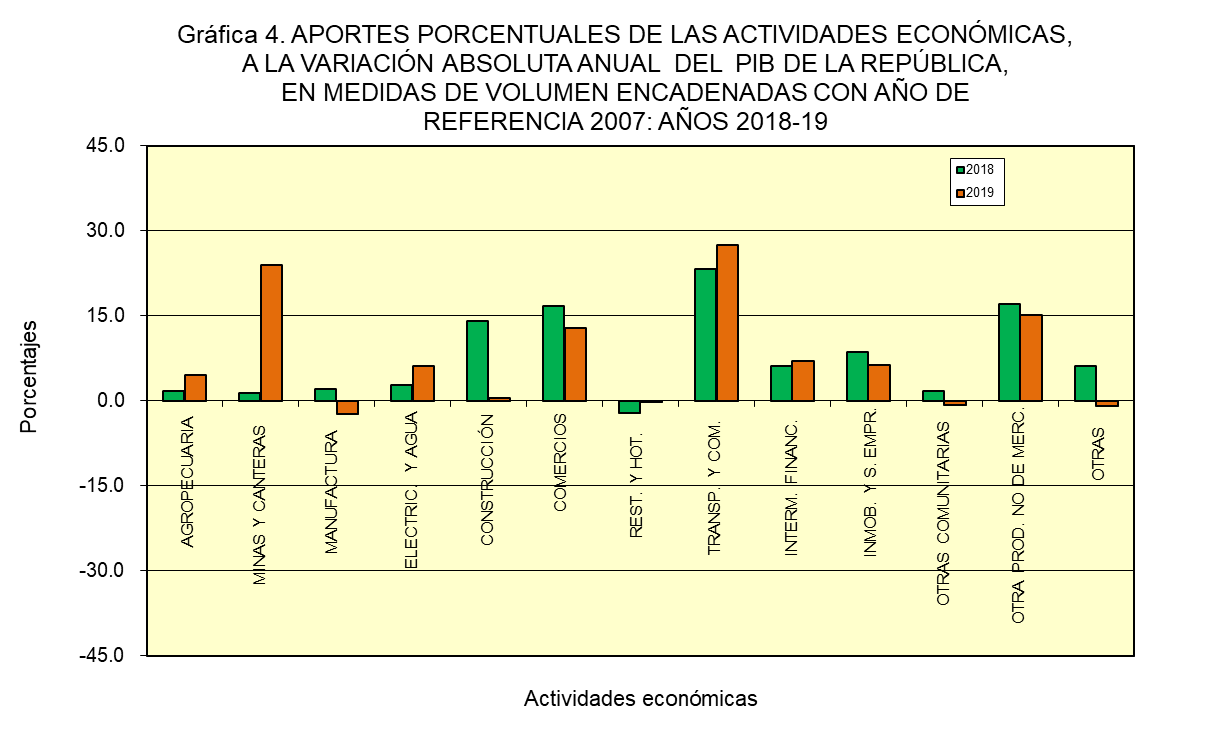 Gráfica 4. APORTES PORCENTUALES DE LAS ACTIVIDADES ECONÓMICAS,
A LA VARIACIÓN ABSOLUTA ANUAL DEL PIB DE LA REPÚBLICA,
EN MEDIDAS DE VOLUMEN ENCADENADAS CON AÑO DE
REFERENCIA 2007: AÑOS 2018-19
45.0
30.0
15.0
0.0
-15.0
-30.0
-45.0
Porcentajes
2018
2019
AGROPECUARIA
MINAS Y CANTERAS
MANUFACTURA
ELECTRIC. Y AGUA
CONSTRUCCIÓN
COMERCIOS
REST. Y HOT.
TRANSP. Y COM.
INTERM. FINANC.
INMOB. Y S. EMPR.
OTRAS COMUNITARIAS
OTRA PROD. NO DE MERC.
OTRAS
Actividades económicas